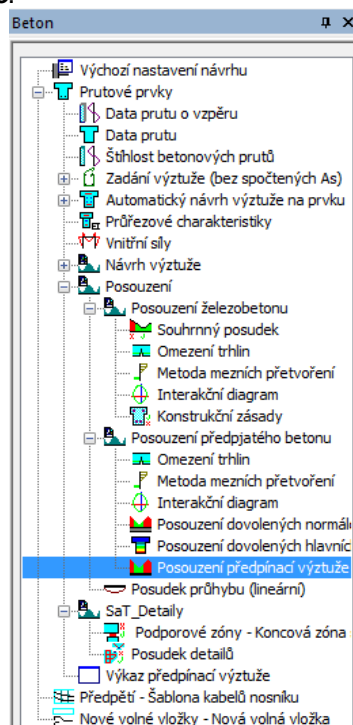 Beton
Výchozí nastavení návrhu
Prutové prvky
Data prutu o vzpěru
Data prutu
Štíhlost betonových prutů
Zadání výztuže (bez spočtených As)
Automatický návrh výztuže na prvku
Průřezové charakteristiky
Vnitřní síly
Návrh výztuže
Posouzení
Posouzení železobetonu
Souhrnný posudek
Omezení trhlin
Metoda mezních přetvoření
Interakční diagram
Konstrukční zásady
Posouzení předpjatého betonu
Omezení trhlin
Metoda mezních přetvoření
Interakční diagram
Posouzení dovolených normál
Posouzení dovolených hlavníc
Posouzení předpínací výztuže
Posudek průhybu (lineární)
SaT_Detaily
Podporové zóny - Koncová zóna
Posudek detailů
Výkaz předpínací výztuže
Předpětí - Šablona kabelů nosníku
Nové volné vložky - Nová volná vložka